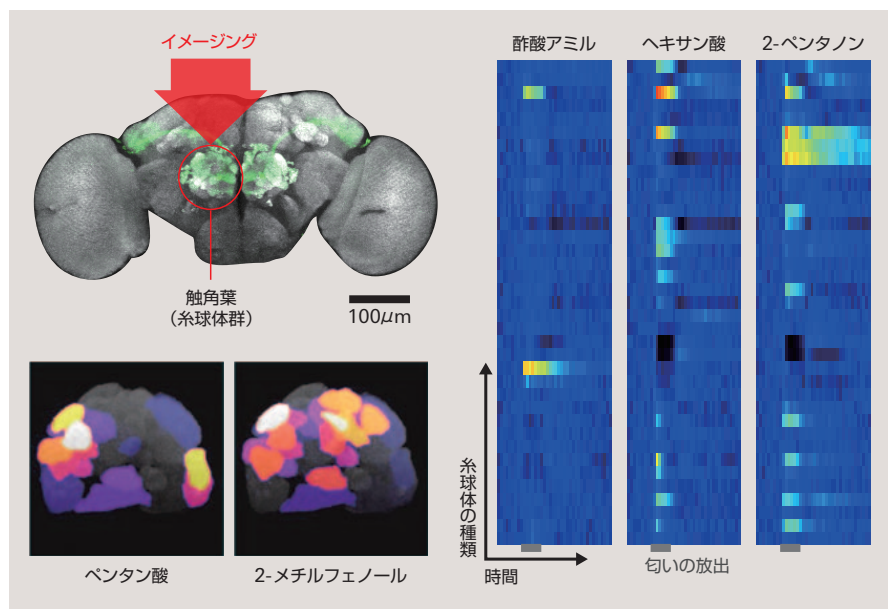 イメージング
触角葉
（糸球体群）
100μm
ペンタン酸
2-メチルフェノール
酢酸アミル
ヘキサン酸
2-ペンタノン
糸球体の種類
時間
匂いの放出